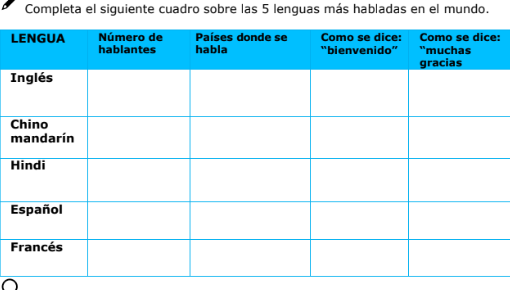 Completa el siguiente cuadro sobre las 5 lenguas más habladas en el mundo.
LENGUA
Número de
hablantes
Países donde se
habla
Como se dice:
“bienvenido”
Como se dice:
“muchas
gracias
Inglés
Chino
mandarín
Hindi
Español
Francés